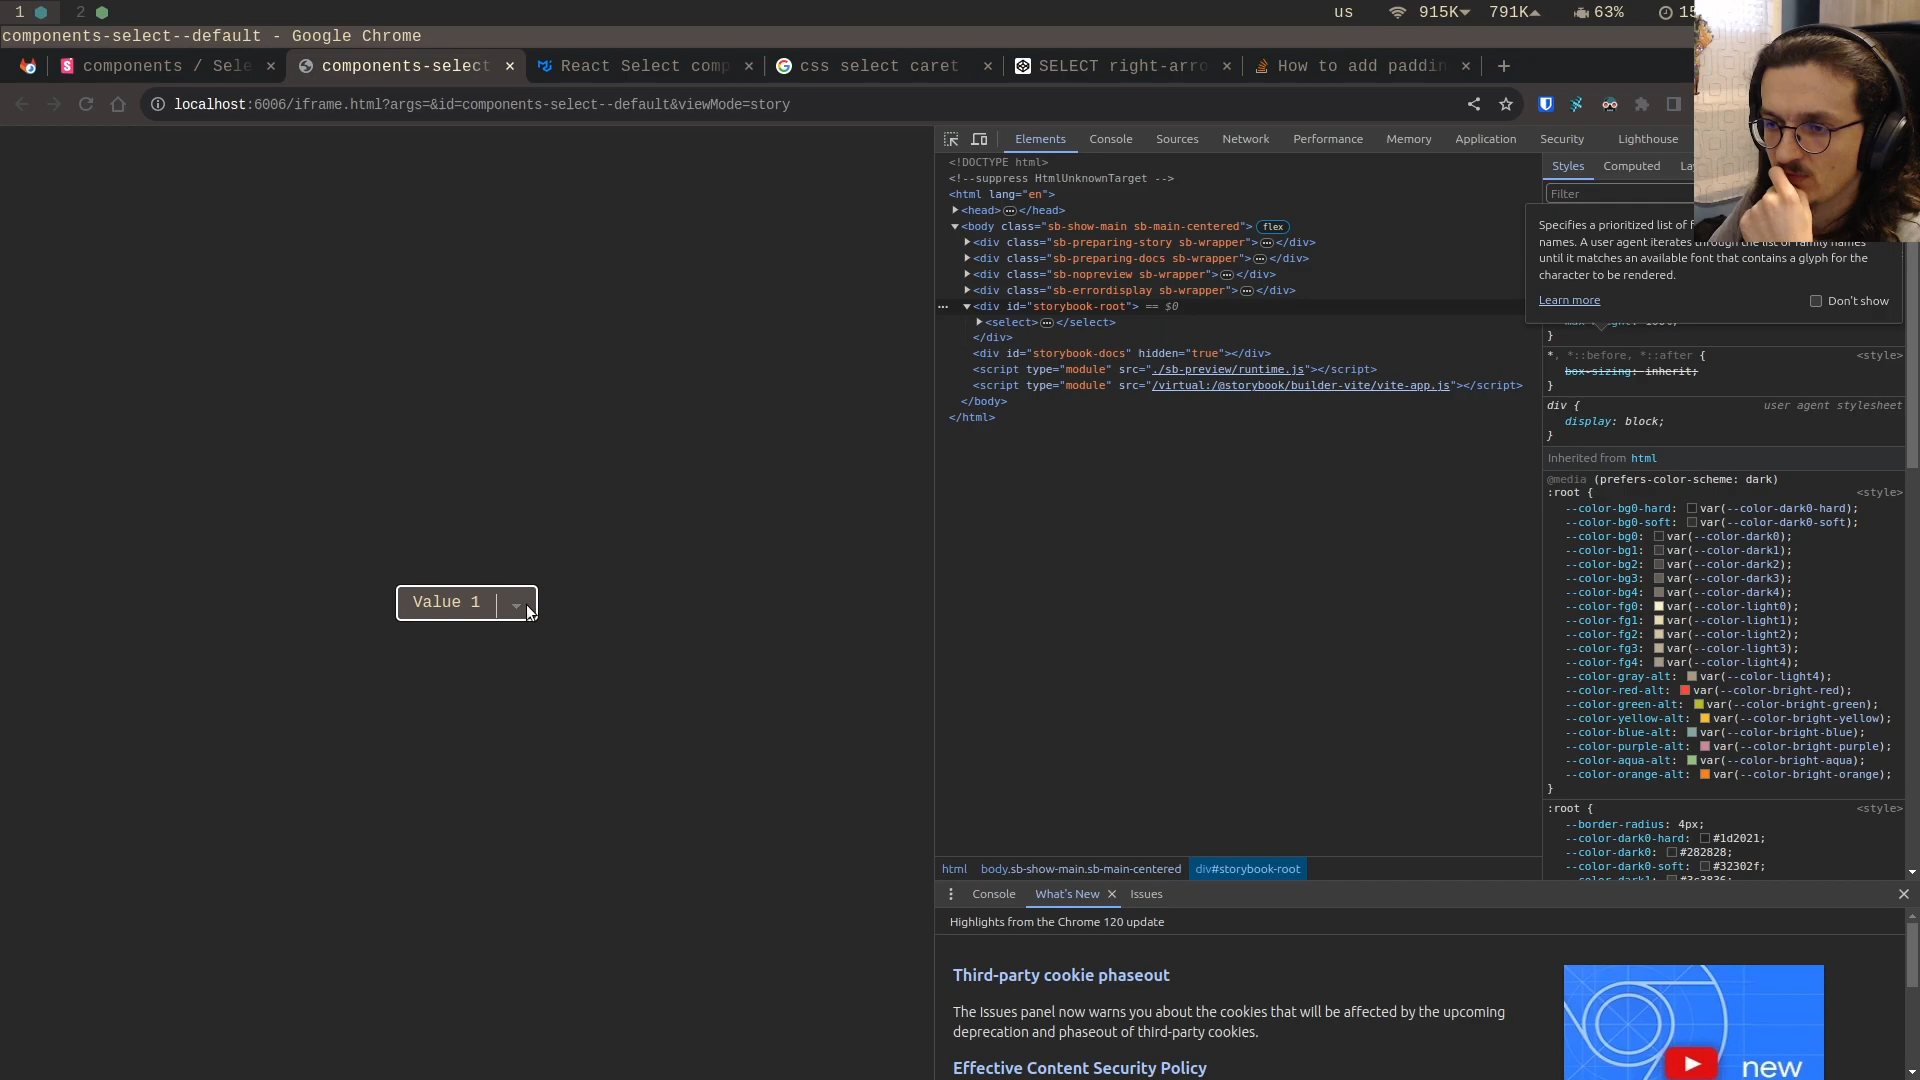 1 2 us 915K 791K 63% 15
components-select--default - Google Chrome
components / Sele components-select React Select comp css select caret SELECT right-arro How to add paddin
localhost:6006/iframe.html?args=&id=components-select--default&viewMode=story
Elements Console Sources Network Performance Memory Application Security Lighthouse
<!DOCTYPE html>
<!--suppress HtmlUnknownTarget -->
<html lang="en">
<head>…</head>
<body class="sb-show-main sb-main-centered"> flex
<div class="sb-preparing-story sb-wrapper">…</div>
<div class="sb-preparing-docs sb-wrapper">…</div>
<div class="sb-nopreview sb-wrapper">…</div>
<div class="sb-errordisplay sb-wrapper">…</div>
<div id="storybook-root"> == $0
<select>…</select>
</div>
<div id="storybook-docs" hidden="true"></div>
<script type="module" src="./sb-preview/runtime.js"></script>
<script type="module" src="/virtual:/@storybook/builder-vite/vite-app.js"></script>
</body>
</html>
Value 1
html body.sb-show-main.sb-main-centered div#storybook-root
Styles Computed La
Filter
Specifies a prioritized list of
names. A user agent iterates through the list of family names
until it matches an available font that contains a glyph for the
character to be rendered.
Learn more Don't show
}
*, *::before, *::after { <style>
box-sizing: inherit;
}
div { user agent stylesheet
display: block;
}
Inherited from html
@media (prefers-color-scheme: dark)
:root { <style>
--color-bg0-hard: var(--color-dark0-hard);
--color-bg0-soft: var(--color-dark0-soft);
--color-bg0: var(--color-dark0);
--color-bg1: var(--color-dark1);
--color-bg2: var(--color-dark2);
--color-bg3: var(--color-dark3);
--color-bg4: var(--color-dark4);
--color-fg0: var(--color-light0);
--color-fg1: var(--color-light1);
--color-fg2: var(--color-light2);
--color-fg3: var(--color-light3);
--color-fg4: var(--color-light4);
--color-gray-alt: var(--color-light4);
--color-red-alt: var(--color-bright-red);
--color-green-alt: var(--color-bright-green);
--color-yellow-alt: var(--color-bright-yellow);
--color-blue-alt: var(--color-bright-blue);
--color-purple-alt: var(--color-bright-purple);
--color-aqua-alt: var(--color-bright-aqua);
--color-orange-alt: var(--color-bright-orange);
}
:root { <style>
--border-radius: 4px;
--color-dark0-hard: #1d2021;
--color-dark0: #282828;
--color-dark0-soft: #32302f;
Console What's New Issues
Highlights from the Chrome 120 update
Third-party cookie phaseout
The Issues panel now warns you about the cookies that will be affected by the upcoming
deprecation and phaseout of third-party cookies.
Effective Content Security Policy
new